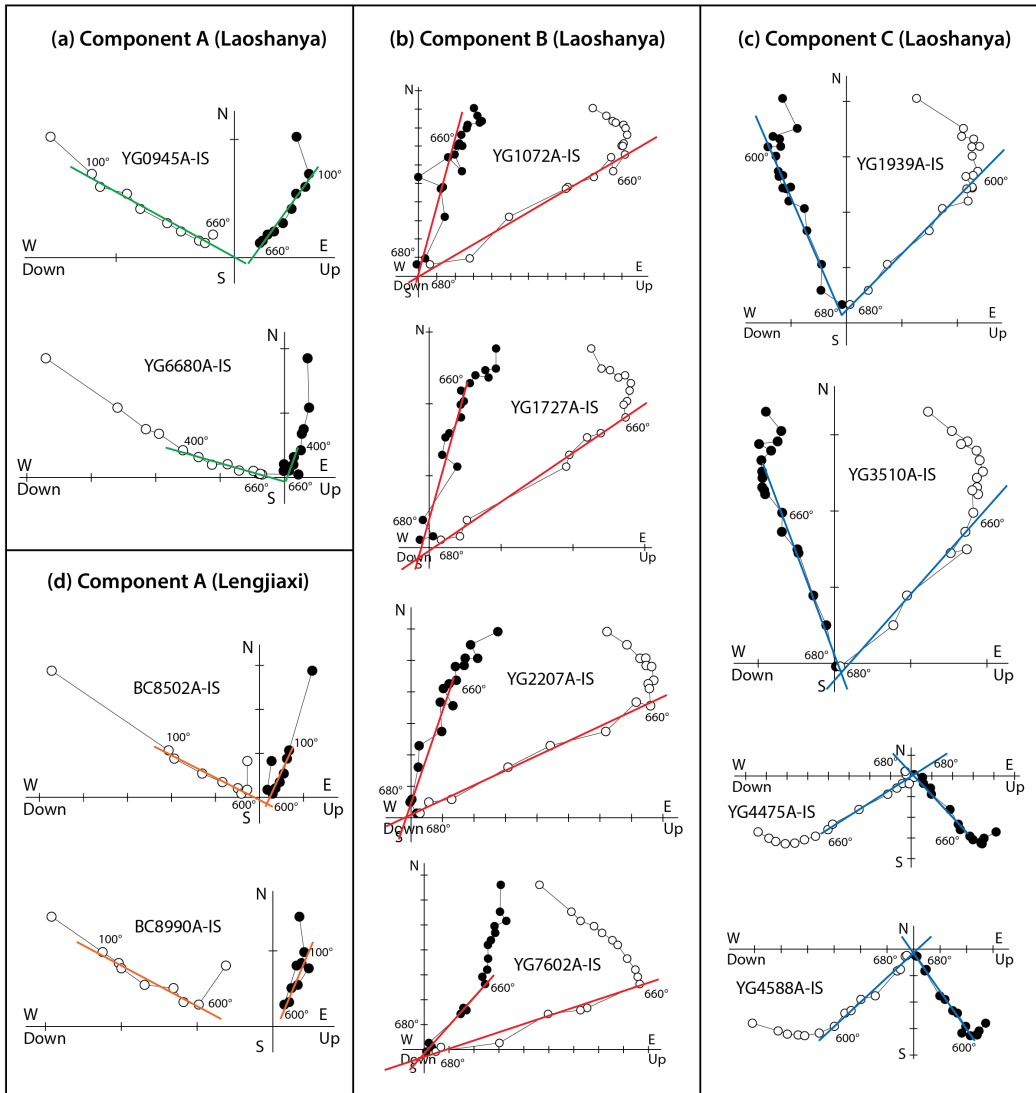 (a) Component A (Laoshanya)
N
YG0945A-IS
100°
100°
660°
660°
W
E
Down
Up
S
N
YG6680A-IS
400°
400°
W
E
660°
660°
Down
Up
S
(d) Component A (Lengjiaxi)
N
BC8502A-IS
100°
100°
W
E
600°
600°
Down
Up
S
N
BC8990A-IS
100°
100°
600°
600°
W
E
Down
Up
S
(b) Component B (Laoshanya)
N
660°
YG1072A-IS
660°
680°
W
E
Down
680°
Up
S
N
660°
YG1727A-IS
660°
680°
W
E
Down
680°
Up
S
N
YG2207A-IS
660°
660°
680°
W
E
Down
680°
Up
S
YG7602A-IS
660°
660°
680°
W
E
Down
680°
Up
S
(c) Component C (Laoshanya)
N
600°
YG1939A-IS
600°
W
E
680°
680°
Down
Up
S
N
YG3510A-IS
660°
660°
W
E
680°
680°
Down
Up
S
N
W
E
680°
680°
Down
Up
YG4475A-IS
660°
660°
S
N
W
E
680°
680°
Down
Up
YG4588A-IS
600°
600°
S